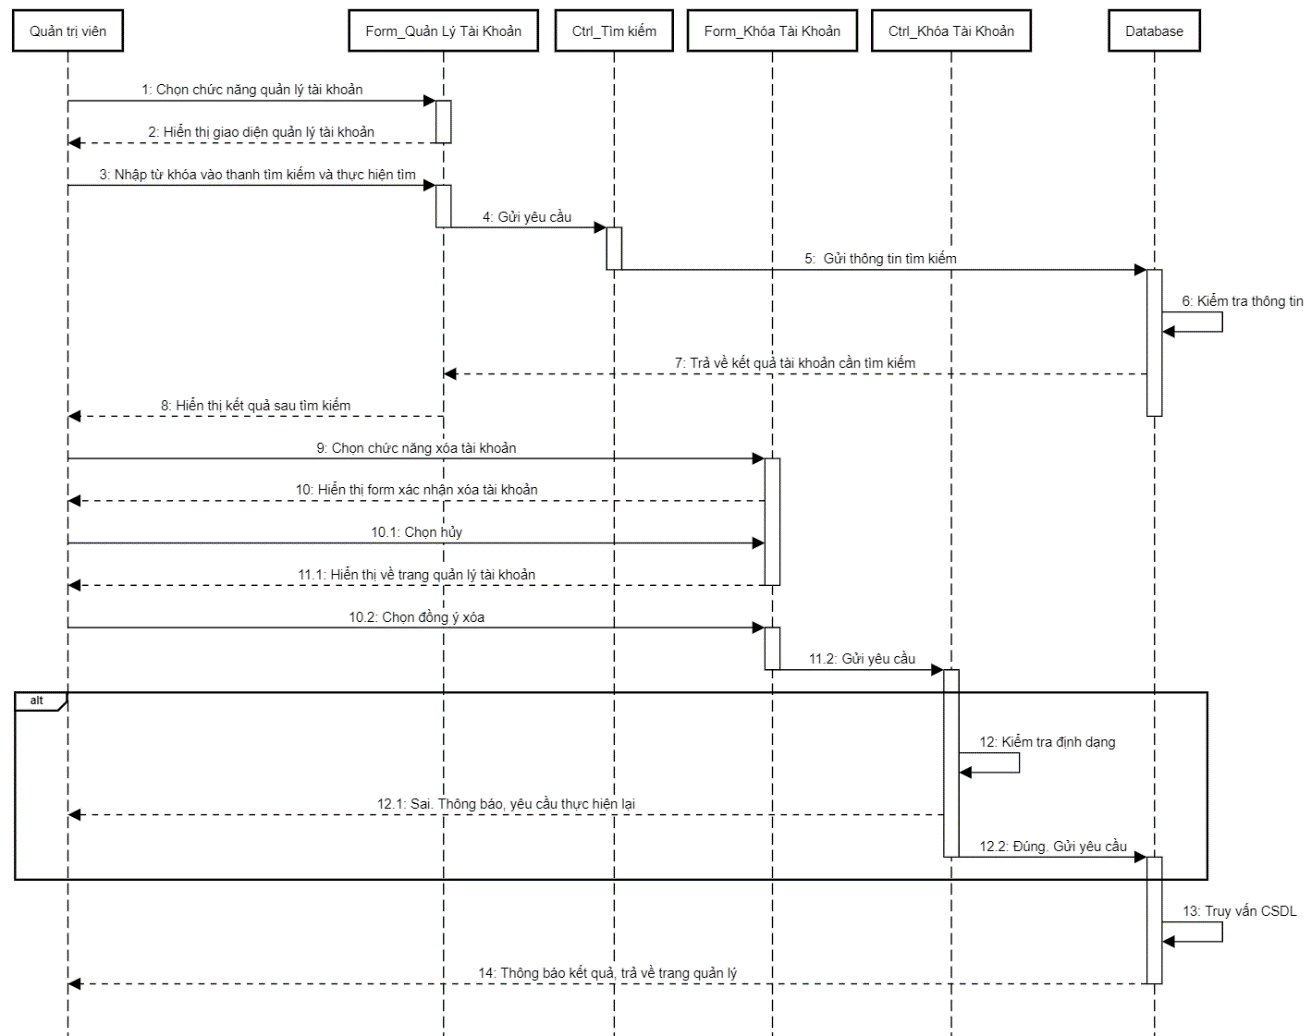 Quản trị viên
Form_Quản Lý Tài Khoản
Ctrl_Tìm kiếm
Form_Khóa Tài Khoản
Ctrl_Khóa Tài Khoản
Database
1: Chọn chức năng quản lý tài khoản
2: Hiển thị giao diện quản lý tài khoản
3: Nhập từ khóa vào thanh tìm kiếm và thực hiện tìm
4: Gửi yêu cầu
5: Gửi thông tin tìm kiếm
6: Kiểm tra thông tin
7: Trả về kết quả tài khoản cần tìm kiếm
8: Hiển thị kết quả sau tìm kiếm
9: Chọn chức năng xóa tài khoản
10: Hiển thị form xác nhận xóa tài khoản
10.1: Chọn hủy
11.1: Hiển thị về trang quản lý tài khoản
10.2: Chọn đồng ý xóa
11.2: Gửi yêu cầu
alt
12: Kiểm tra định dạng
12.1: Sai. Thông báo, yêu cầu thực hiện lại
12.2: Đúng. Gửi yêu cầu
13: Truy vấn CSDL
14: Thông báo kết quả, trả về trang quản lý